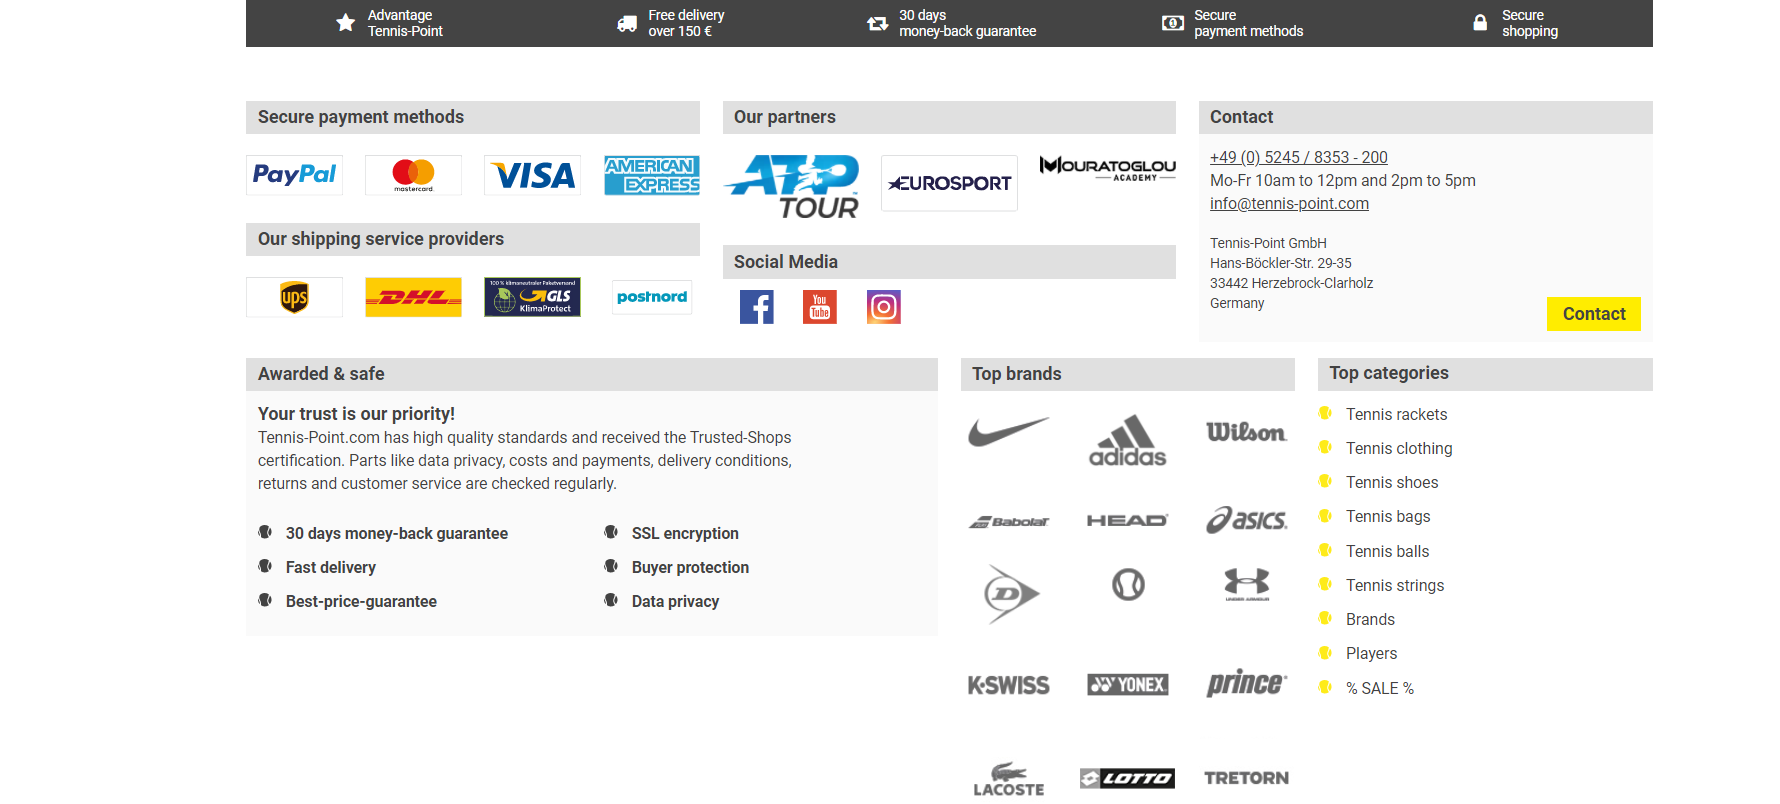 Advantage
Tennis-Point
Free delivery
over 150 €
30 days
money-back guarantee
Secure
payment methods
Secure
shopping
Secure payment methods
PayPal
mastercard
VISA
AMERICAN
EXPRESS
Our shipping service providers
ups
DHL
100 % klimaneutraler Paketversand
GLS
KlimaProtect
postnord
Our partners
ATP
TOUR
EUROSPORT
MOURATOGLOU
ACADEMY
Social Media
f
You
Tube
Contact
+49 (0) 5245 / 8353 - 200
Mo-Fr 10am to 12pm and 2pm to 5pm
info@tennis-point.com
Tennis-Point GmbH
Hans-Böckler-Str. 29-35
33442 Herzebrock-Clarholz
Germany
Contact
Awarded & safe
Your trust is our priority!
Tennis-Point.com has high quality standards and received the Trusted-Shops
certification. Parts like data privacy, costs and payments, delivery conditions,
returns and customer service are checked regularly.
30 days money-back guarantee
Fast delivery
Best-price-guarantee
SSL encryption
Buyer protection
Data privacy
Top brands
adidas
Wilson
Babolat
HEAD
asics
D
UNDER ARMOUR
K·SWISS
YONEX
prince
LACOSTE
LOTTO
TRETORN
Top categories
Tennis rackets
Tennis clothing
Tennis shoes
Tennis bags
Tennis balls
Tennis strings
Brands
Players
% SALE %